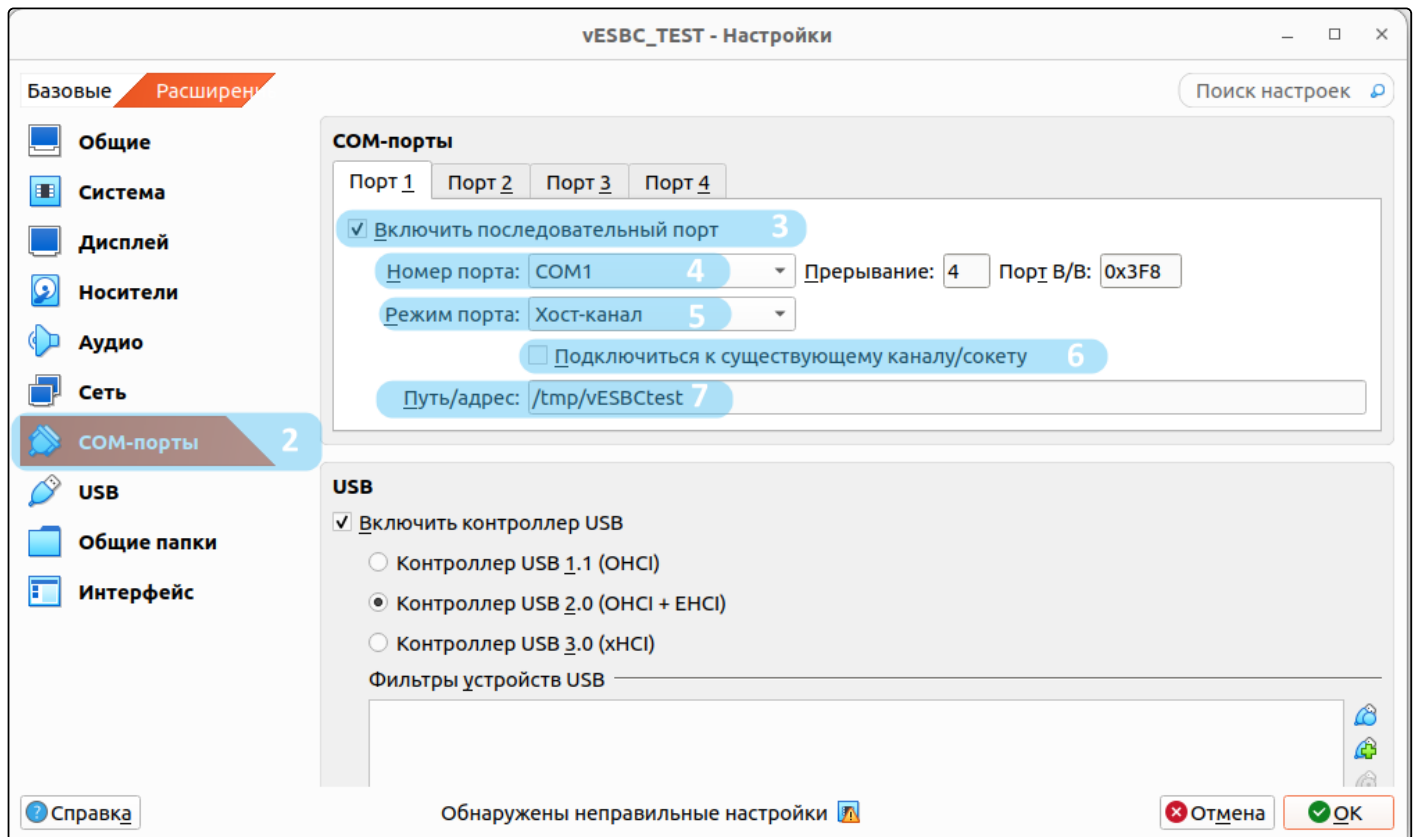 vESBC_TEST - Настройки
Базовые Расширен Поиск настроек
Общие
Система
Дисплей
Носители
Аудио
Сеть
COM-порты 2
USB
Общие папки
Интерфейс
COM-порты
Порт 1 Порт 2 Порт 3 Порт 4
Включить последовательный порт 3
Номер порта: COM1 4 Прерывание: 4 Порт В/В: 0x3F8
Режим порта: Хост-канал 5
Подключиться к существующему каналу/сокету 6
Путь/адрес: /tmp/vESBCtest 7
USB
Включить контроллер USB
Контроллер USB 1.1 (OHCI)
Контроллер USB 2.0 (OHCI + EHCI)
Контроллер USB 3.0 (xHCI)
Фильтры устройств USB
Справка Обнаружены неправильные настройки Отмена OK